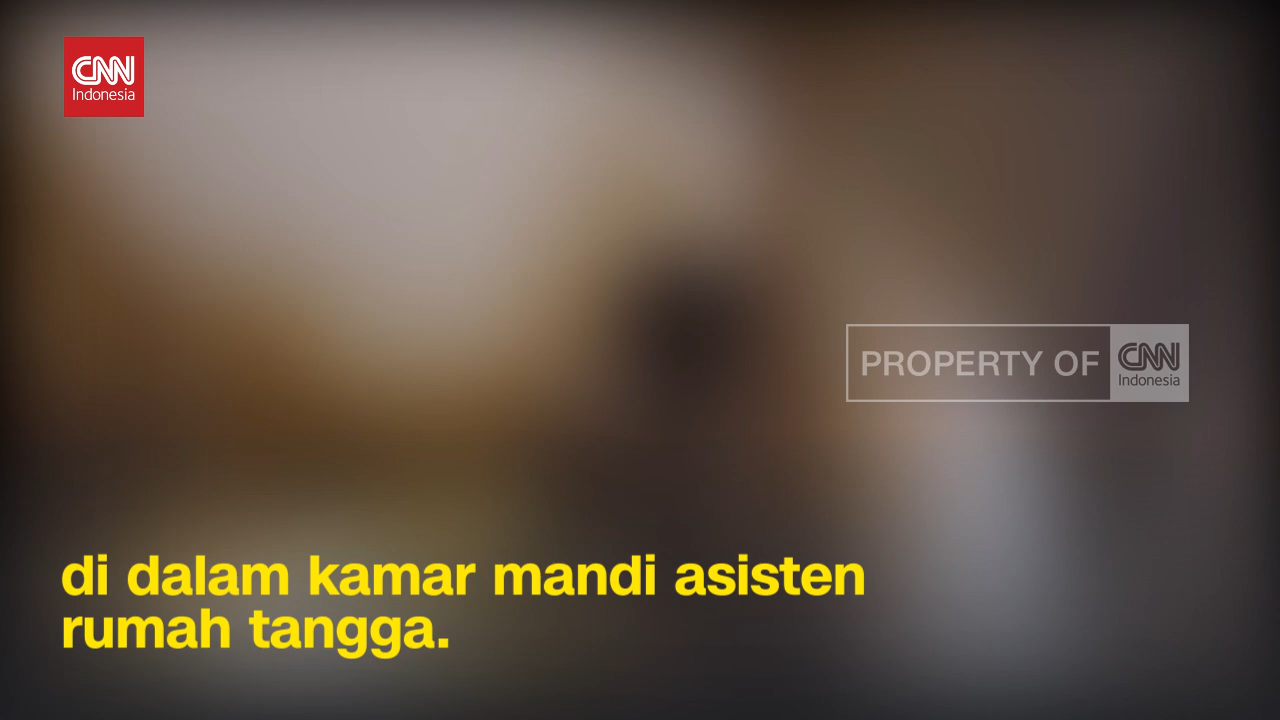 CNN
Indonesia
PROPERTY OF CNN
Indonesia
di dalam kamar mandi asisten
rumah tangga.